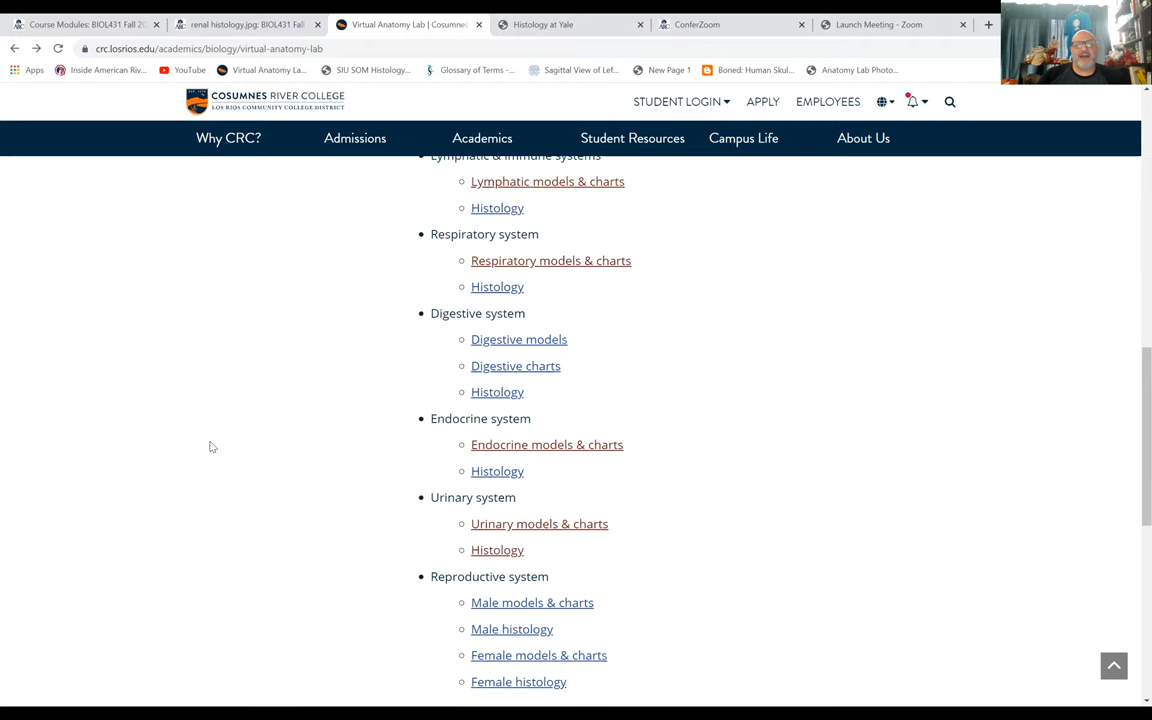 Course Modules: BIOL431 Fall 20
renal histology.jpg: BIOL431 Fall
Virtual Anatomy Lab | Cosumnes
Histology at Yale
ConferZoom
Launch Meeting - Zoom
crc.losrios.edu/academics/biology/virtual-anatomy-lab
Apps
Inside American Riv...
YouTube
Virtual Anatomy La...
SIU SOM Histology...
Glossary of Terms -...
Sagittal View of Lef...
New Page 1
Boned: Human Skul...
Anatomy Lab Photo...
COSUMNES RIVER COLLEGE
LOS RIOS COMMUNITY COLLEGE DISTRICT
STUDENT LOGIN
APPLY
EMPLOYEES
Why CRC?
Admissions
Academics
Student Resources
Campus Life
About Us
Lymphatic & immune systems
Lymphatic models & charts
Histology
Respiratory system
Respiratory models & charts
Histology
Digestive system
Digestive models
Digestive charts
Histology
Endocrine system
Endocrine models & charts
Histology
Urinary system
Urinary models & charts
Histology
Reproductive system
Male models & charts
Male histology
Female models & charts
Female histology